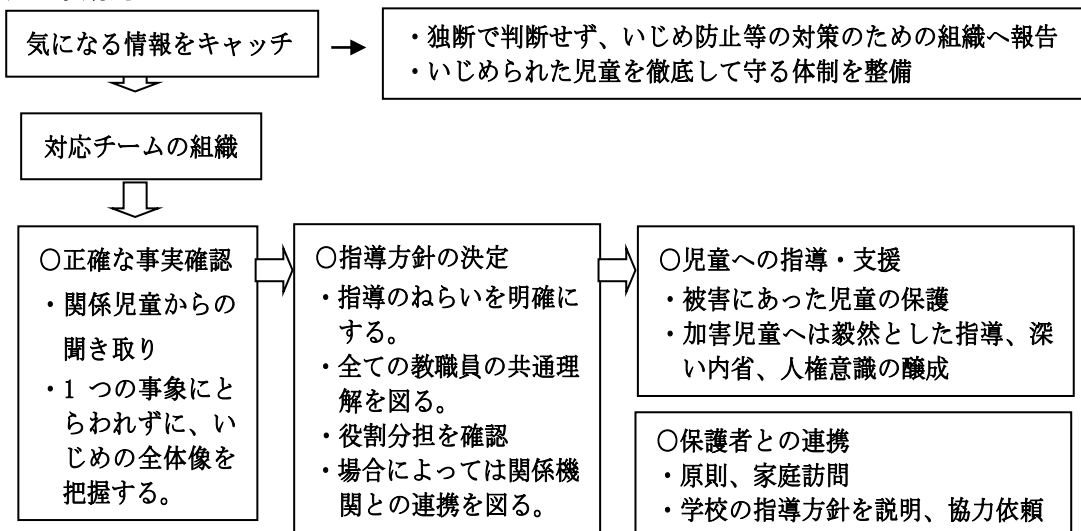 気になる情報をキャッチ
・独断で判断せず、いじめ防止等の対策のための組織へ報告
・いじめられた児童を徹底して守る体制を整備
対応チームの組織
○正確な事実確認
・関係児童からの
聞き取り
・1 つの事象にと
らわれずに、い
じめの全体像を
把握する。
○指導方針の決定
・指導のねらいを明確に
する。
・全ての教職員の共通理
解を図る。
・役割分担を確認
・場合によっては関係機
関との連携を図る。
○児童への指導・支援
・被害にあった児童の保護
・加害児童へは毅然とした指導、深
い内省、人権意識の醸成
○保護者との連携
・原則、家庭訪問
・学校の指導方針を説明、協力依頼